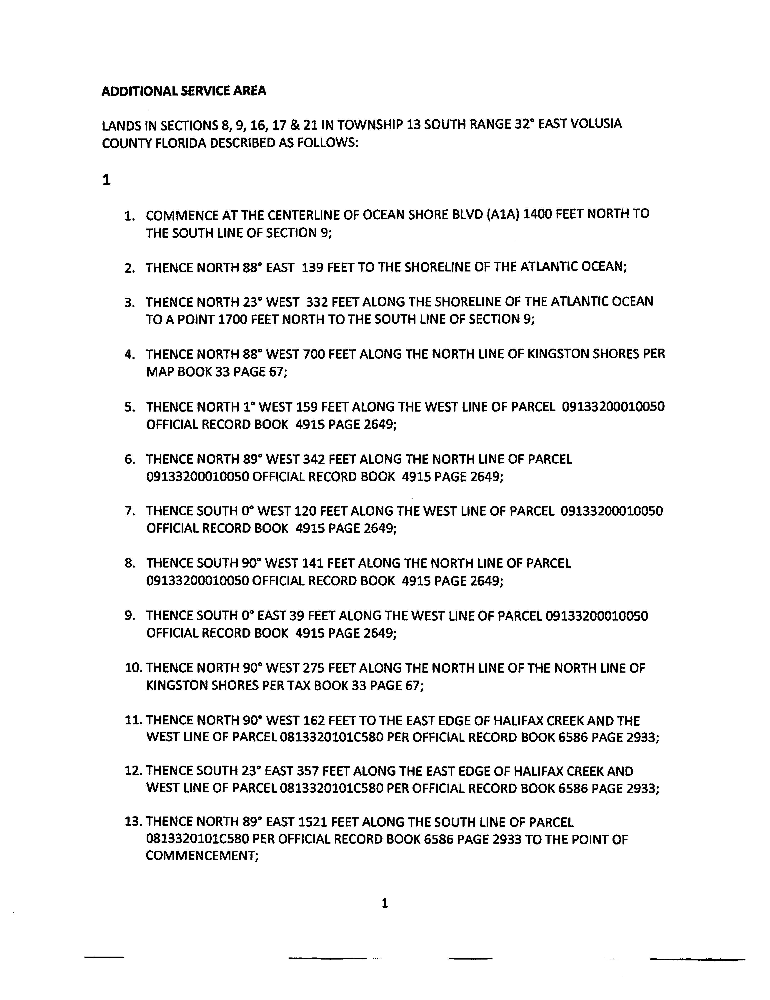 ADDITIONAL SERVICE AREA
LANDS IN SECTIONS 8, 9, 16, 17 & 21 IN TOWNSHIP 13 SOUTH RANGE 32° EAST VOLUSIA
COUNTY FLORIDA DESCRIBED AS FOLLOWS:
1
1. COMMENCE AT THE CENTERLINE OF OCEAN SHORE BLVD (A1A) 1400 FEET NORTH TO
THE SOUTH LINE OF SECTION 9;
2. THENCE NORTH 88° EAST 139 FEET TO THE SHORELINE OF THE ATLANTIC OCEAN;
3. THENCE NORTH 23° WEST 332 FEET ALONG THE SHORELINE OF THE ATLANTIC OCEAN
TO A POINT 1700 FEET NORTH TO THE SOUTH LINE OF SECTION 9;
4. THENCE NORTH 88° WEST 700 FEET ALONG THE NORTH LINE OF KINGSTON SHORES PER
MAP BOOK 33 PAGE 67;
5. THENCE NORTH 1° WEST 159 FEET ALONG THE WEST LINE OF PARCEL 09133200010050
OFFICIAL RECORD BOOK 4915 PAGE 2649;
6. THENCE NORTH 89° WEST 342 FEET ALONG THE NORTH LINE OF PARCEL
09133200010050 OFFICIAL RECORD BOOK 4915 PAGE 2649;
7. THENCE SOUTH 0° WEST 120 FEET ALONG THE WEST LINE OF PARCEL 09133200010050
OFFICIAL RECORD BOOK 4915 PAGE 2649;
8. THENCE SOUTH 90° WEST 141 FEET ALONG THE NORTH LINE OF PARCEL
09133200010050 OFFICIAL RECORD BOOK 4915 PAGE 2649;
9. THENCE SOUTH 0° EAST 39 FEET ALONG THE WEST LINE OF PARCEL 09133200010050
OFFICIAL RECORD BOOK 4915 PAGE 2649;
10. THENCE NORTH 90° WEST 275 FEET ALONG THE NORTH LINE OF THE NORTH LINE OF
KINGSTON SHORES PER TAX BOOK 33 PAGE 67;
11. THENCE NORTH 90° WEST 162 FEET TO THE EAST EDGE OF HALIFAX CREEK AND THE
WEST LINE OF PARCEL 0813320101C580 PER OFFICIAL RECORD BOOK 6586 PAGE 2933;
12. THENCE SOUTH 23° EAST 357 FEET ALONG THE EAST EDGE OF HALIFAX CREEK AND
WEST LINE OF PARCEL 0813320101C580 PER OFFICIAL RECORD BOOK 6586 PAGE 2933;
13. THENCE NORTH 89° EAST 1521 FEET ALONG THE SOUTH LINE OF PARCEL
0813320101C580 PER OFFICIAL RECORD BOOK 6586 PAGE 2933 TO THE POINT OF
COMMENCEMENT;
1